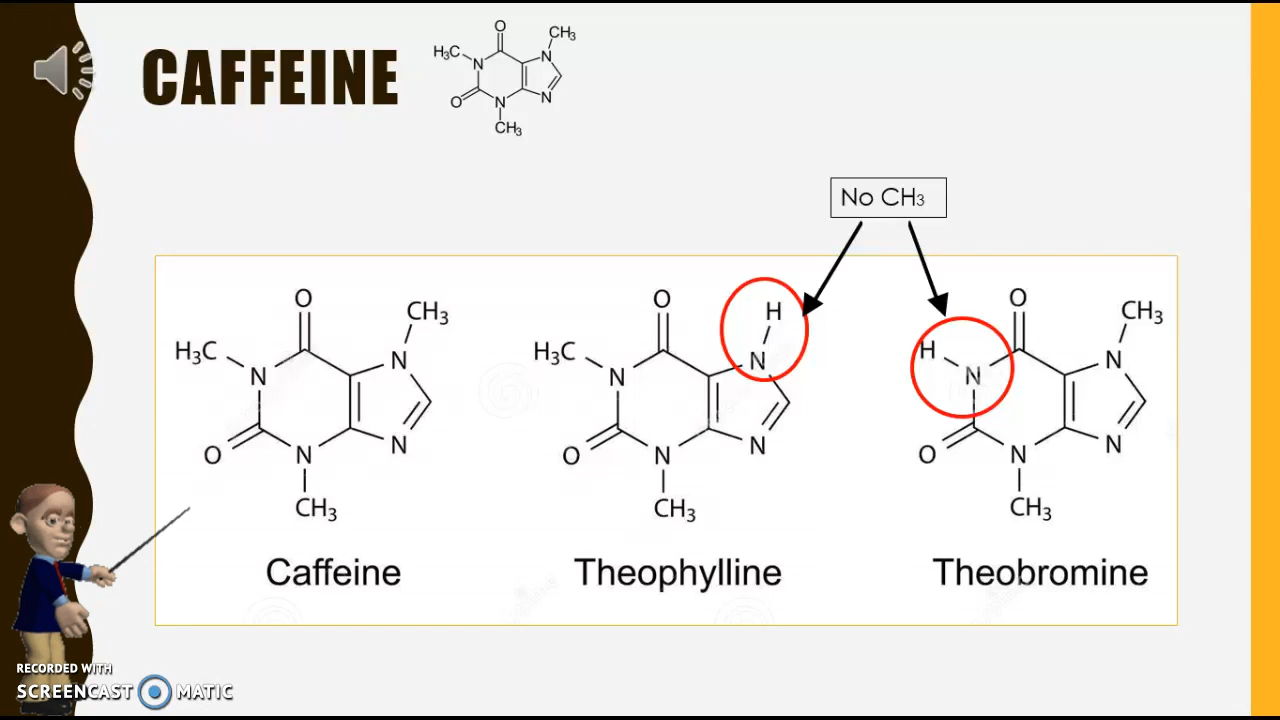 CAFFEINE
O
CH₃
H₃C
N
N
O
N
N
CH₃
No CH₃
O
CH₃
H₃C
N
N
O
N
N
CH₃
Caffeine
O
H
H₃C
N
N
O
N
N
CH₃
Theophylline
O
CH₃
H
N
N
O
N
N
CH₃
Theobromine
RECORDED WITH
SCREENCAST MATIC